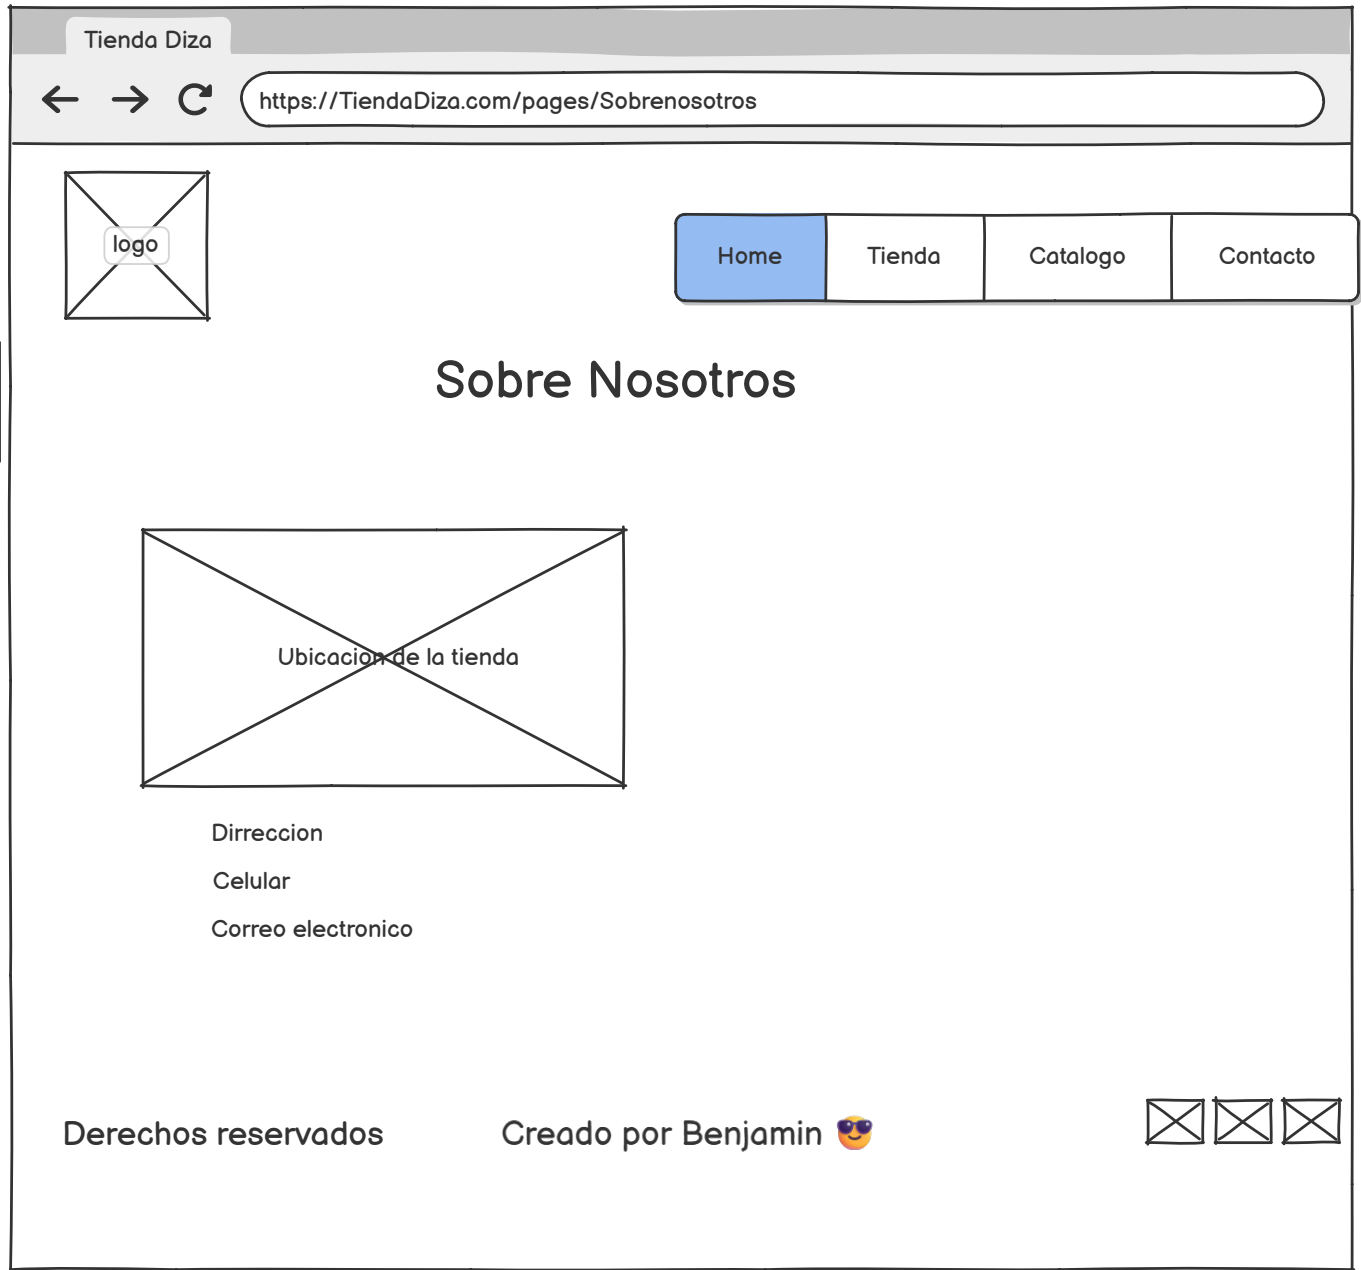 Tienda Diza
https://TiendaDiza.com/pages/Sobrenosotros
logo
Home Tienda Catalogo Contacto
Sobre Nosotros
Ubicacion de la tienda
Dirreccion
Celular
Correo electronico
Derechos reservados Creado por Benjamin 😎